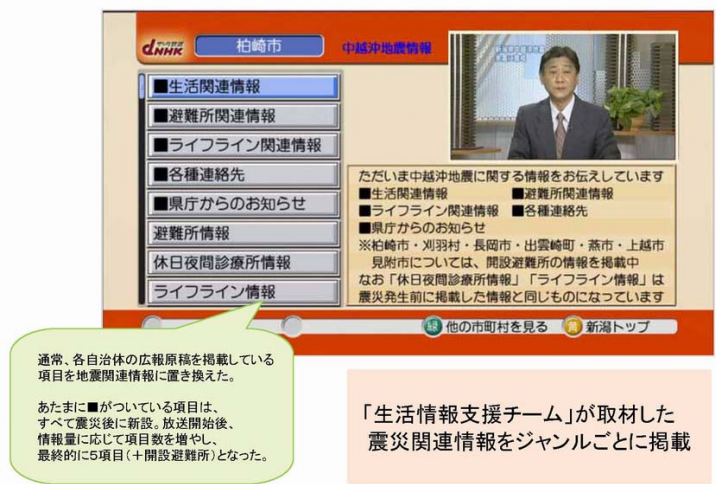 デジタル放送
dNHK
柏崎市
中越沖地震情報
■生活関連情報
■避難所関連情報
■ライフライン関連情報
■各種連絡先
■県庁からのお知らせ
避難所情報
休日夜間診療所情報
ライフライン情報
ただいま中越沖地震に関する情報をお伝えしています
■生活関連情報 ■避難所関連情報
■ライフライン関連情報 ■各種連絡先
■県庁からのお知らせ
※柏崎市・刈羽村・長岡市・出雲崎町・燕市・上越市
見附市については、開設避難所の情報を掲載中
なお「休日夜間診療所情報」「ライフライン情報」は
震災発生前に掲載した情報と同じものになっています
緑 他の市町村を見る 黄 新潟トップ
通常、各自治体の広報原稿を掲載している
項目を地震関連情報に置き換えた。
あたまに■がついている項目は、
すべて震災後に新設。放送開始後、
情報量に応じて項目数を増やし、
最終的に5項目(+開設避難所)となった。
「生活情報支援チーム」が取材した
震災関連情報をジャンルごとに掲載